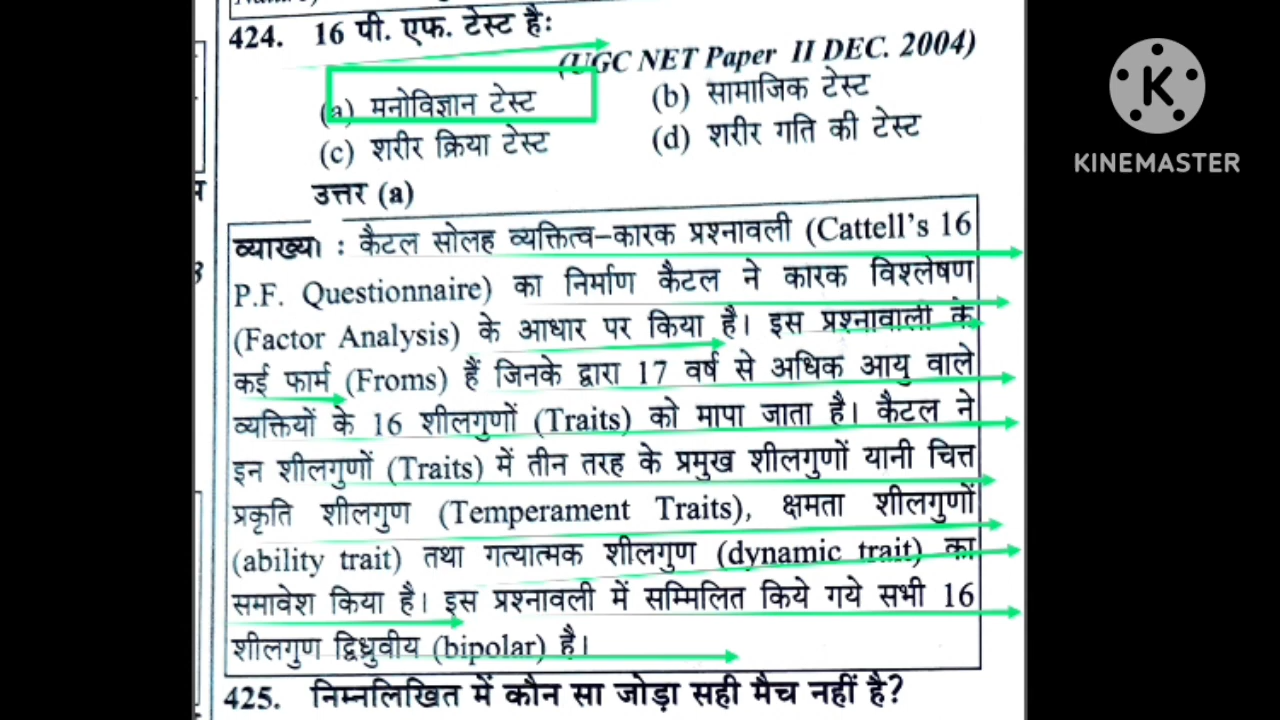 424. 16 पी. एफ. टेस्ट है:
(UGC NET Paper II DEC. 2004)
(a) मनोविज्ञान टेस्ट (b) सामाजिक टेस्ट
(c) शरीर क्रिया टेस्ट (d) शरीर गति की टेस्ट
उत्तर (a)
व्याख्या : कैटल सोलह व्यक्तित्व-कारक प्रश्नावली (Cattell's 16
P.F. Questionnaire) का निर्माण कैटल ने कारक विश्लेषण
(Factor Analysis) के आधार पर किया है। इस प्रश्नावाली के
कई फार्म (Froms) हैं जिनके द्वारा 17 वर्ष से अधिक आयु वाले
व्यक्तियों के 16 शीलगुणों (Traits) को मापा जाता है। कैटल ने
इन शीलगुणों (Traits) में तीन तरह के प्रमुख शीलगुणों यानी चित्त
प्रकृति शीलगुण (Temperament Traits), क्षमता शीलगुणों
(ability trait) तथा गत्यात्मक शीलगुण (dynamic trait) का
समावेश किया है। इस प्रश्नावली में सम्मिलित किये गये सभी 16
शीलगुण द्विध्रुवीय (bipolar) है।
425. निम्नलिखित में कौन सा जोड़ा सही मैच नहीं है?
K
KINEMASTER